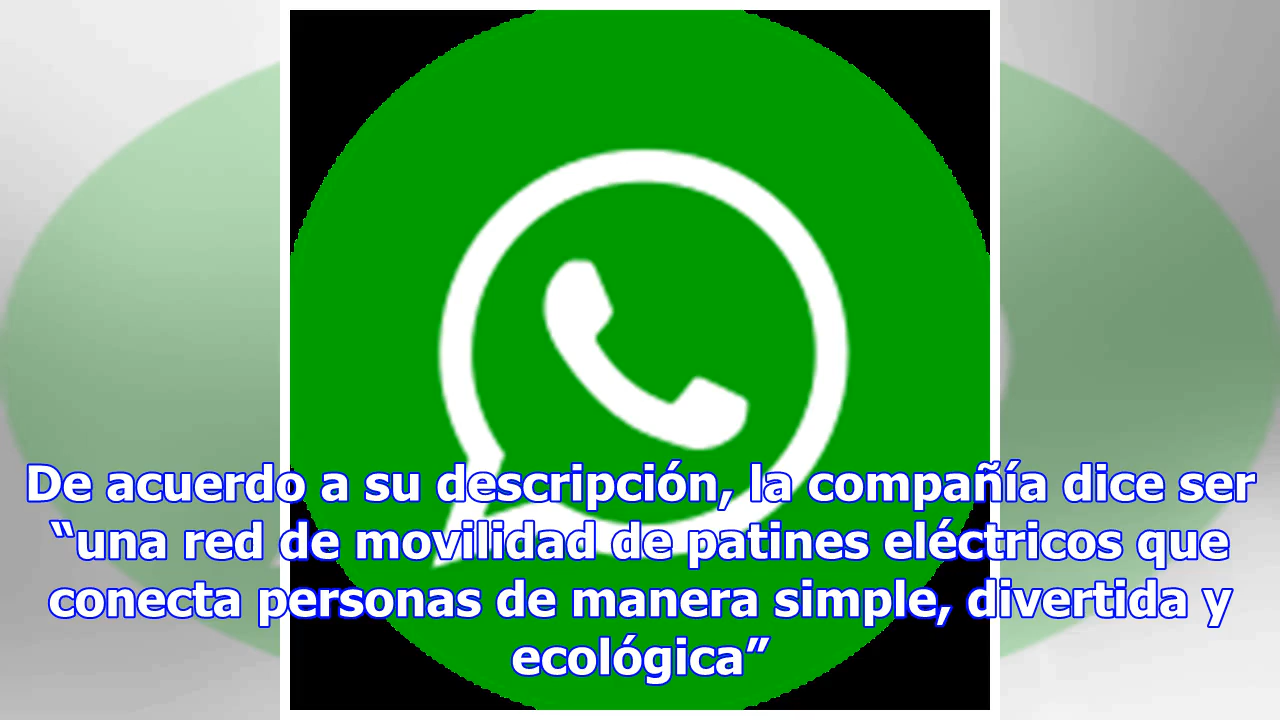 De acuerdo a su descripción, la compañía dice ser
“una red de movilidad de patines eléctricos que
conecta personas de manera simple, divertida y
ecológica”